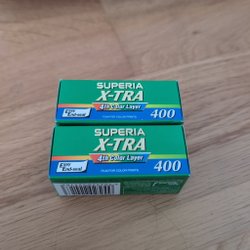 SUPERIA
X-TRA
4th Color Layer
400
SUPERIA
X-TRA
4th Color Layer
400